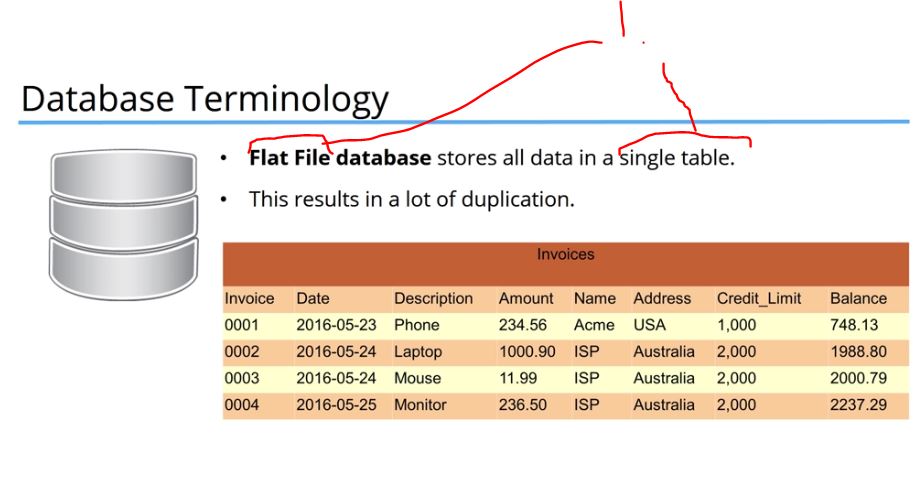 Database Terminology
• Flat File database stores all data in a single table.
• This results in a lot of duplication.
Invoices
Invoice Date Description Amount Name Address Credit_Limit Balance
0001 2016-05-23 Phone 234.56 Acme USA 1,000 748.13
0002 2016-05-24 Laptop 1000.90 ISP Australia 2,000 1988.80
0003 2016-05-24 Mouse 11.99 ISP Australia 2,000 2000.79
0004 2016-05-25 Monitor 236.50 ISP Australia 2,000 2237.29